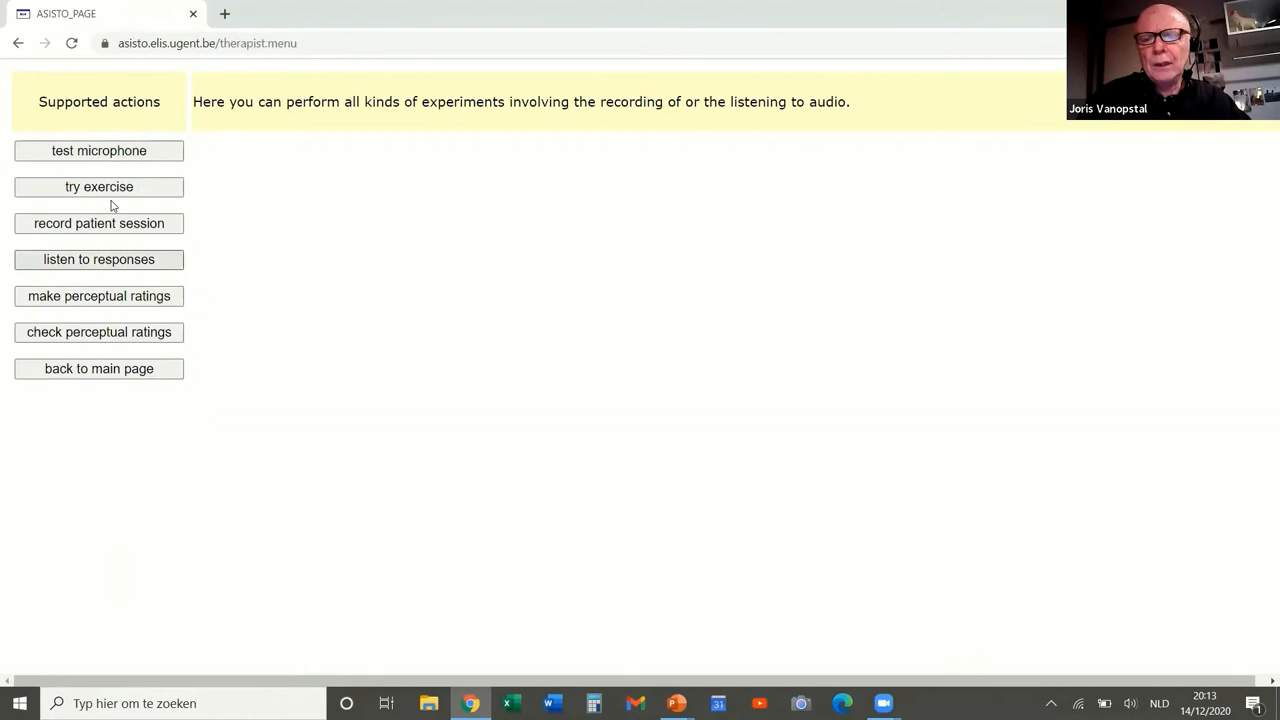 ASISTO_PAGE
asisto.elis.ugent.be/therapist.menu
Joris Vanopstal
Supported actions
Here you can perform all kinds of experiments involving the recording of or the listening to audio.
test microphone
try exercise
record patient session
listen to responses
make perceptual ratings
check perceptual ratings
back to main page
Typ hier om te zoeken
31
NLD
20:13
14/12/2020
1